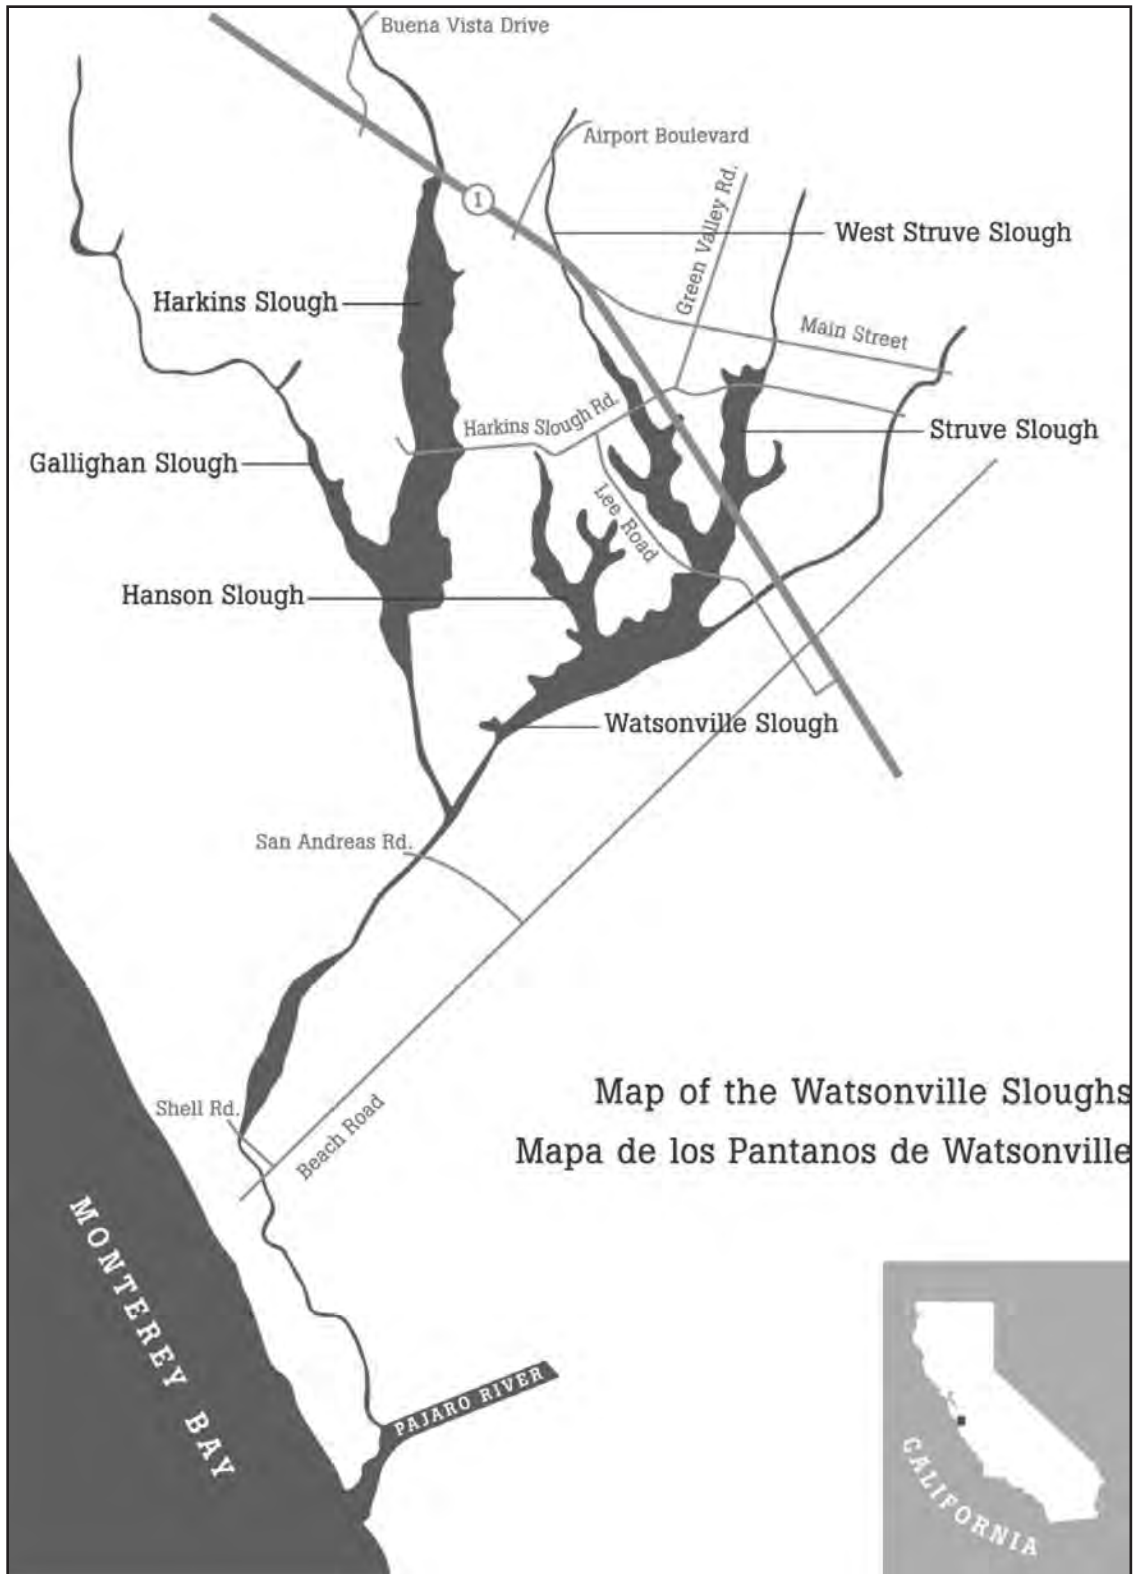 Buena Vista Drive
Airport Boulevard
1
Green Valley Rd.
West Struve Slough
Harkins Slough
Main Street
Harkins Slough Rd.
Struve Slough
Gallighan Slough
Lee Road
Hanson Slough
Watsonville Slough
San Andreas Rd.
Map of the Watsonville Sloughs
Shell Rd.
Beach Road
Mapa de los Pantanos de Watsonville
MONTEREY BAY
PAJARO RIVER
CALIFORNIA